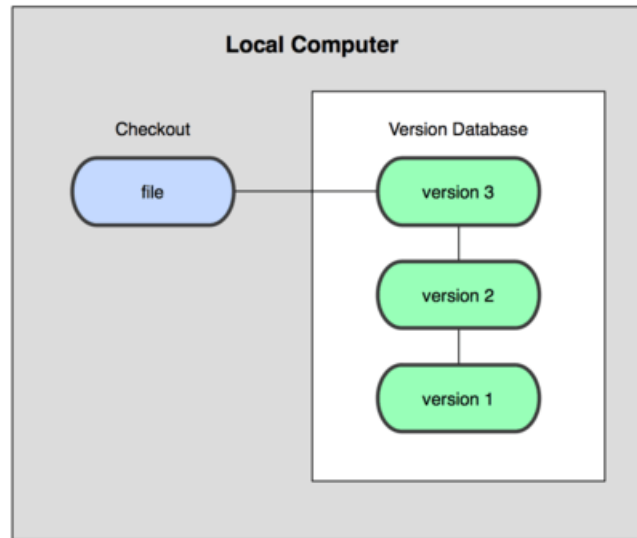 Local Computer
Checkout
Version Database
file
version 3
version 2
version 1